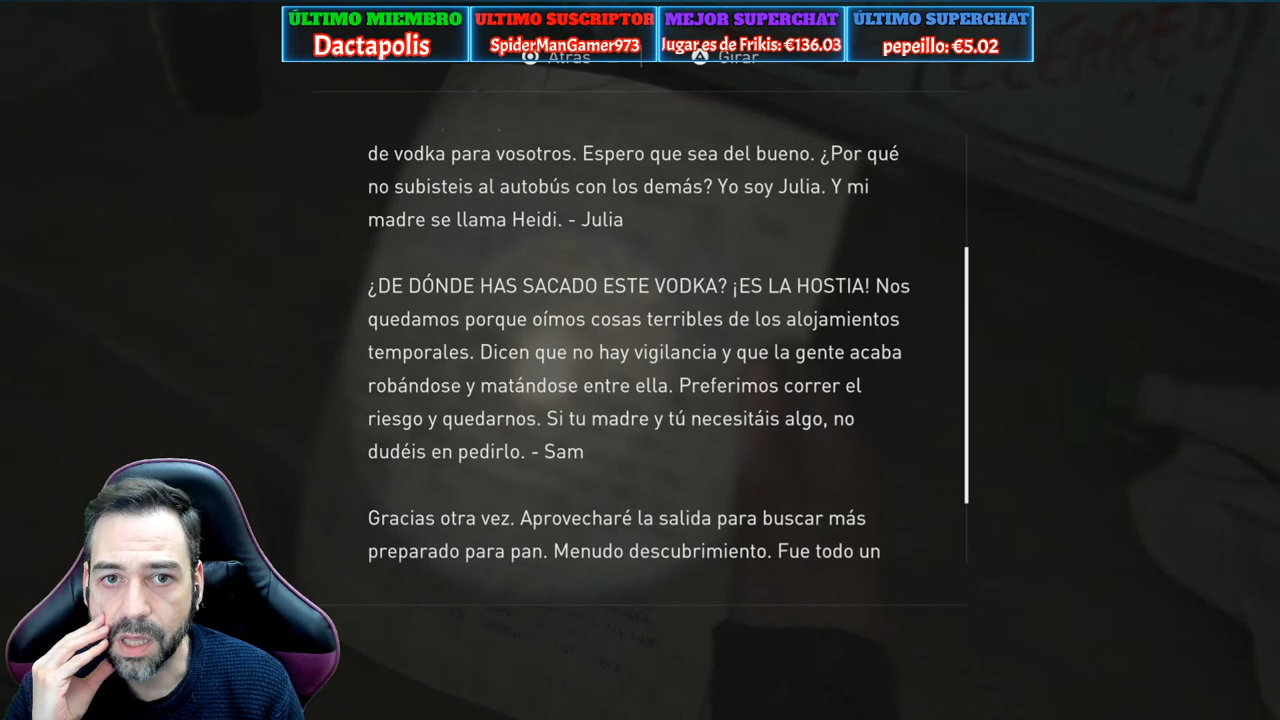 ÚLTIMO MIEMBRO
Dactapolis
ULTIMO SUSCRIPTOR
SpiderManGamer973
MEJOR SUPERCHAT
Jugar es de Frikis: €136.03
ÚLTIMO SUPERCHAT
pepeillo: €5.02
Atrás
Girar
de vodka para vosotros. Espero que sea del bueno. ¿Por qué
no subisteis al autobús con los demás? Yo soy Julia. Y mi
madre se llama Heidi. - Julia
¿DE DÓNDE HAS SACADO ESTE VODKA? ¡ES LA HOSTIA! Nos
quedamos porque oímos cosas terribles de los alojamientos
temporales. Dicen que no hay vigilancia y que la gente acaba
robándose y matándose entre ella. Preferimos correr el
riesgo y quedarnos. Si tu madre y tú necesitáis algo, no
dudéis en pedirlo. - Sam
Gracias otra vez. Aprovecharé la salida para buscar más
preparado para pan. Menudo descubrimiento. Fue todo un